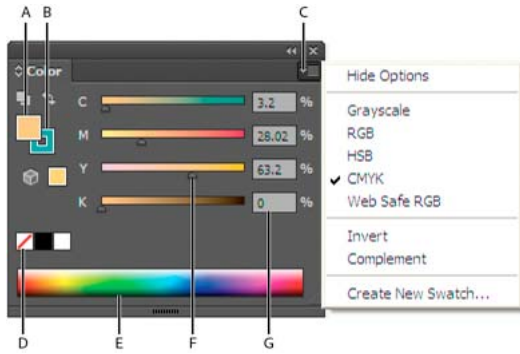 A B C
Color
C 3.2 %
M 28.02 %
Y 63.2 %
K 0 %
D E F G
Hide Options
Grayscale
RGB
HSB
CMYK
Web Safe RGB
Invert
Complement
Create New Swatch...